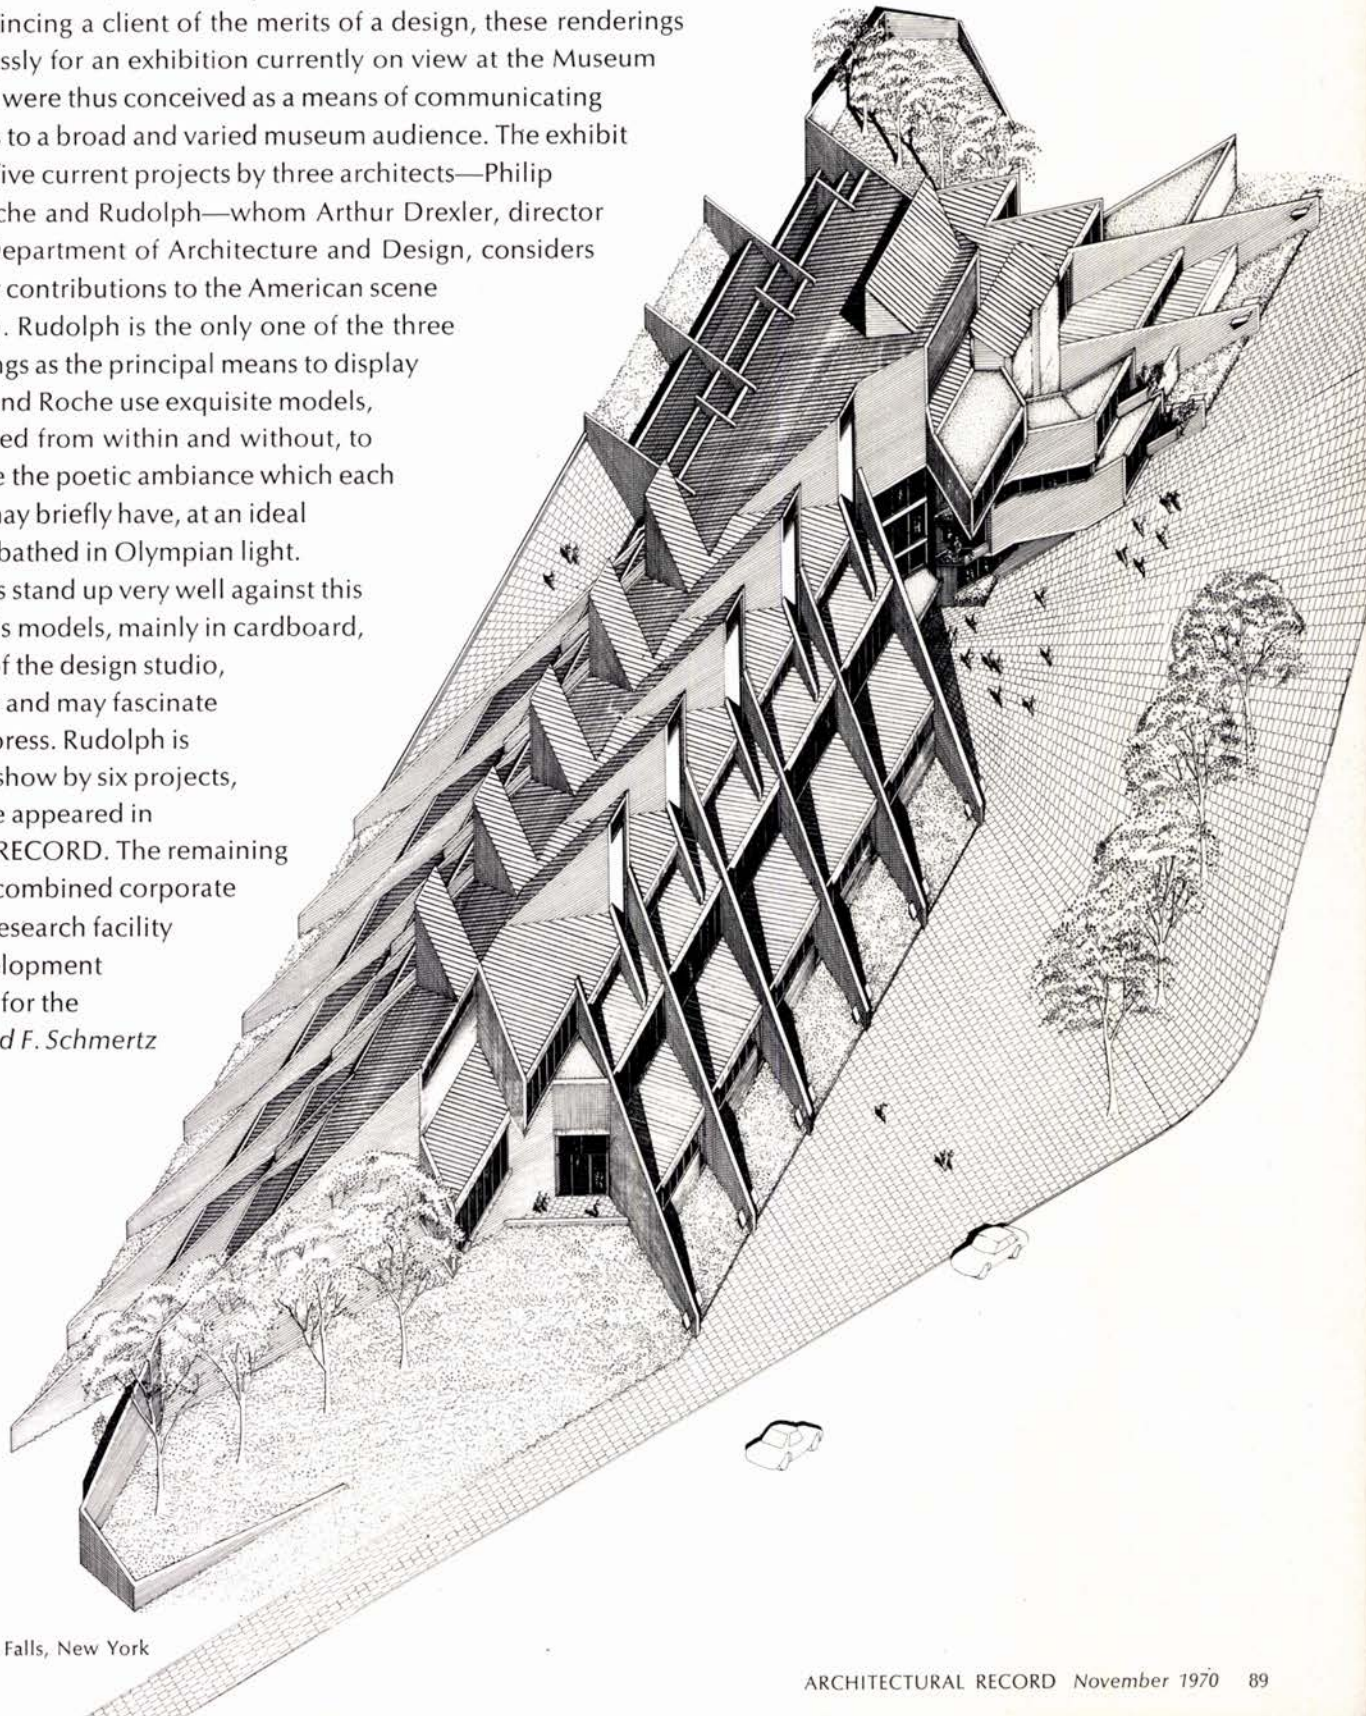 incing a client of the merits of a design, these renderings
ssly for an exhibition currently on view at the Museum
were thus conceived as a means of communicating
to a broad and varied museum audience. The exhibit
ive current projects by three architects—Philip
che and Rudolph—whom Arthur Drexler, director
epartment of Architecture and Design, considers
contributions to the American scene
. Rudolph is the only one of the three
gs as the principal means to display
nd Roche use exquisite models,
ed from within and without, to
e the poetic ambiance which each
ay briefly have, at an ideal
bathed in Olympian light.
s stand up very well against this
s models, mainly in cardboard,
f the design studio,
and may fascinate
press. Rudolph is
show by six projects,
e appeared in
RECORD. The remaining
combined corporate
esearch facility
lopment
for the
d F. Schmertz
Falls, New York
ARCHITECTURAL RECORD November 1970 89